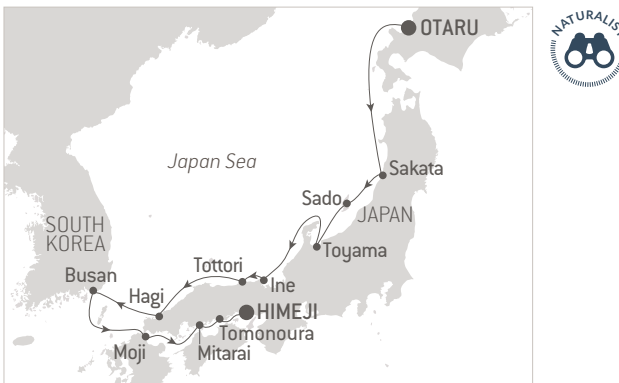 OTARU
NATURALIST
Japan Sea
Sakata
Sado
JAPAN
SOUTH
KOREA
Toyama
Tottori
Busan
Ine
Hagi
HIMEJI
Tomonoura
Moji
Mitarai